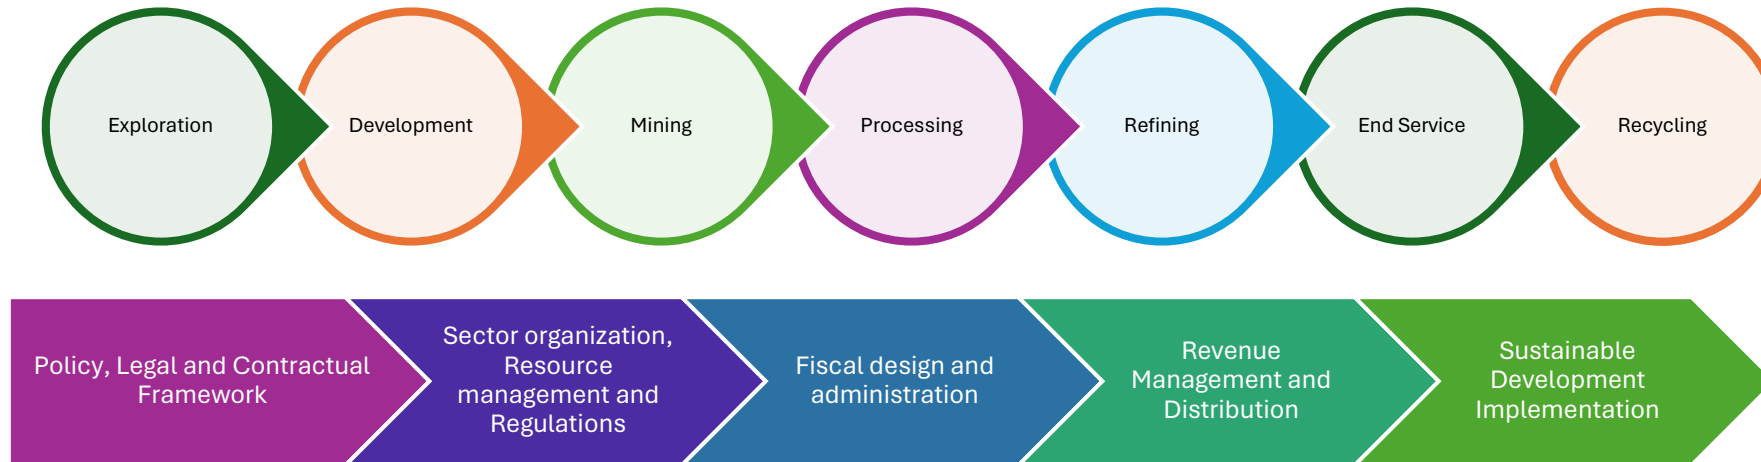 Exploration
Development
Mining
Processing
Refining
End Service
Recycling
Policy, Legal and Contractual
Framework
Sector organization,
Resource
management and
Regulations
Fiscal design and
administration
Revenue
Management and
Distribution
Sustainable
Development
Implementation